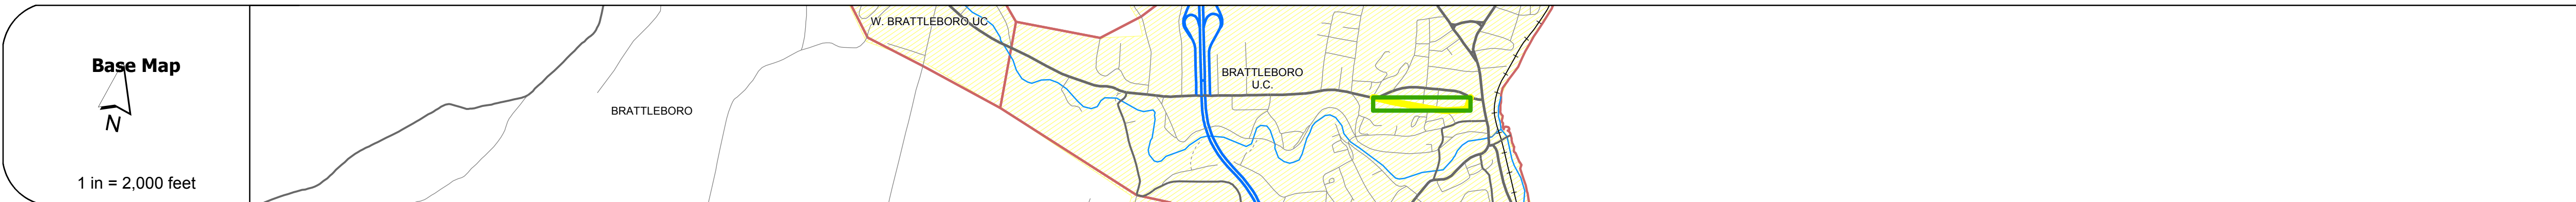 Base Map
N
1 in = 2,000 feet
W. BRATTLEBORO UC
BRATTLEBORO
BRATTLEBORO
U.C.